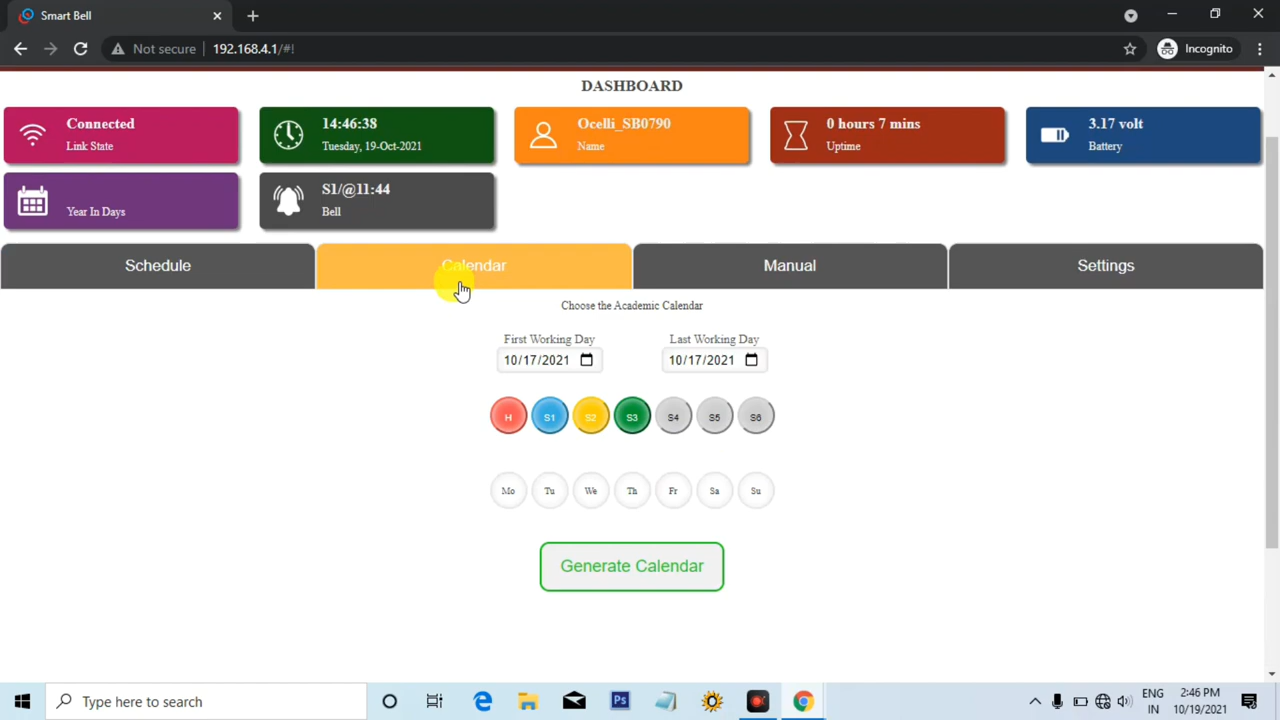 Smart Bell
Not secure 192.168.4.1/#!
Incognito
DASHBOARD
Connected
Link State
14:46:38
Tuesday, 19-Oct-2021
Ocelli_SB0790
Name
0 hours 7 mins
Uptime
3.17 volt
Battery
Year In Days
S1/@11:44
Bell
Schedule
Calendar
Manual
Settings
Choose the Academic Calendar
First Working Day
Last Working Day
10/17/2021
10/17/2021
H S1 S2 S3 S4 S5 S6
Mo Tu We Th Fr Sa Su
Generate Calendar
Type here to search
Ps
ENG
IN
2:46 PM
10/19/2021